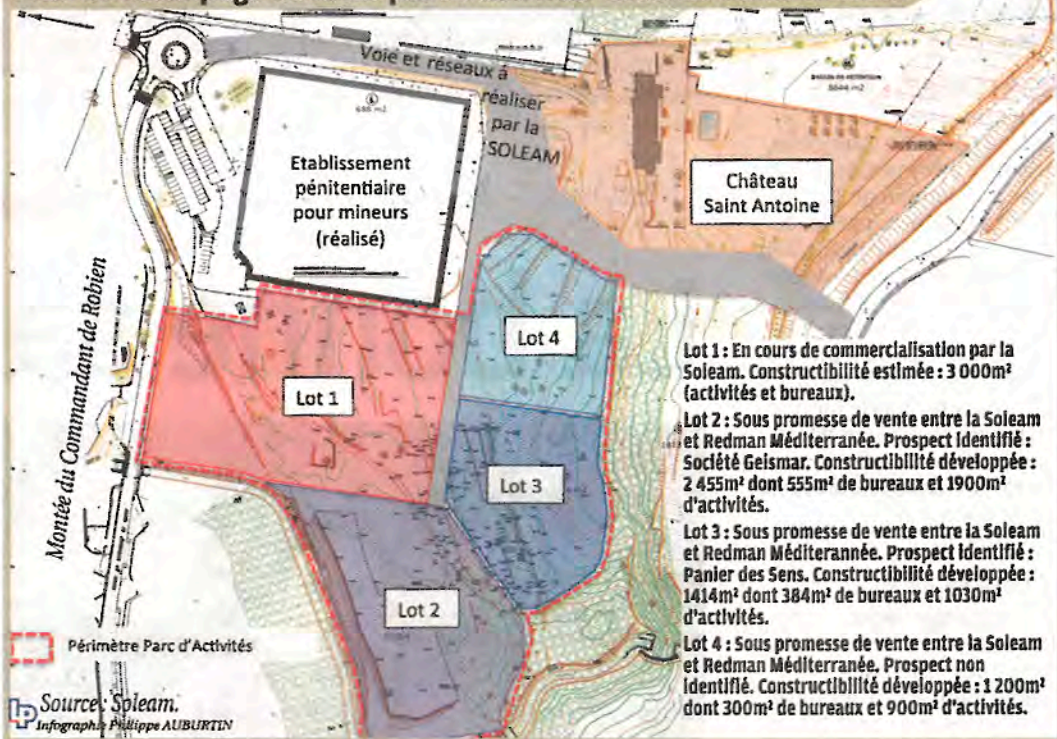 Voie et réseaux à
réaliser
par la
SOLEAM
688 m2
Etablissement
pénitentiaire
pour mineurs
(réalisé)
Château
Saint Antoine
Montée du Commandant de Robien
Lot 4
Lot 1
Lot 3
Lot 2
Lot 1 : En cours de commercialisation par la
Soleam. Constructibilité estimée : 3 000m²
(activités et bureaux).
Lot 2 : Sous promesse de vente entre la Soleam
et Redman Méditerranée. Prospect identifié :
Société Geismar. Constructibilité développée :
2 455m² dont 555m² de bureaux et 1900m²
d'activités.
Lot 3 : Sous promesse de vente entre la Soleam
et Redman Méditerannée. Prospect identifié :
Panier des Sens. Constructibilité développée :
1414m² dont 384m² de bureaux et 1030m²
d'activités.
Lot 4 : Sous promesse de vente entre la Soleam
et Redman Méditerranée. Prospect non
identifié. Constructibilité développée : 1 200m²
dont 300m² de bureaux et 900m² d'activités.
Périmètre Parc d'Activités
LP
Source : Soleam.
Infographie Philippe AUBURTIN